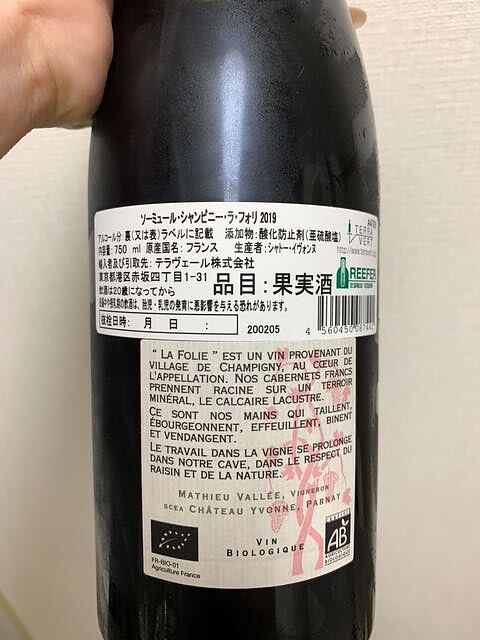 ソーミュール・シャンピニー・ラ・フォリ 2019
アルコール分:裏(又は表)ラベルに記載 添加物:酸化防止剤(亜硫酸塩)
内容量:750 ml 原産国名:フランス 生産者:シャトー・イヴォンヌ
輸入者及び引取先:テラヴェール株式会社
東京都港区赤坂四丁目1-31
品目:果実酒
飲酒は20歳になってから
妊娠中や授乳期の飲酒は、胎児・乳児の発育に悪影響を与える恐れがあります。
抜栓日時: 月 日 :
200205
TERRA
VERT
REEFER
4 560450 087442
" LA FOLIE " EST UN VIN PROVENANT DU
VILLAGE DE CHAMPIGNY, AU CŒUR DE
L'APPELLATION. NOS CABERNETS FRANCS
PRENNENT RACINE SUR UN TERROIR
MINÉRAL, LE CALCAIRE LACUSTRE.
CE SONT NOS MAINS QUI TAILLENT,
ÉBOURGEONNENT, EFFEUILLENT, BINENT
ET VENDANGENT.
LE TRAVAIL DANS LA VIGNE SE PROLONGE
DANS NOTRE CAVE, DANS LE RESPECT DU
RAISIN ET DE LA NATURE.
MATHIEU VALLÉE, VIGNERON
SCEA CHÂTEAU YVONNE, PARNAY
VIN
BIOLOGIQUE
FR-BIO-01
Agriculture France
CERTIFIÉ
AB
AGRICULTURE
BIOLOGIQUE